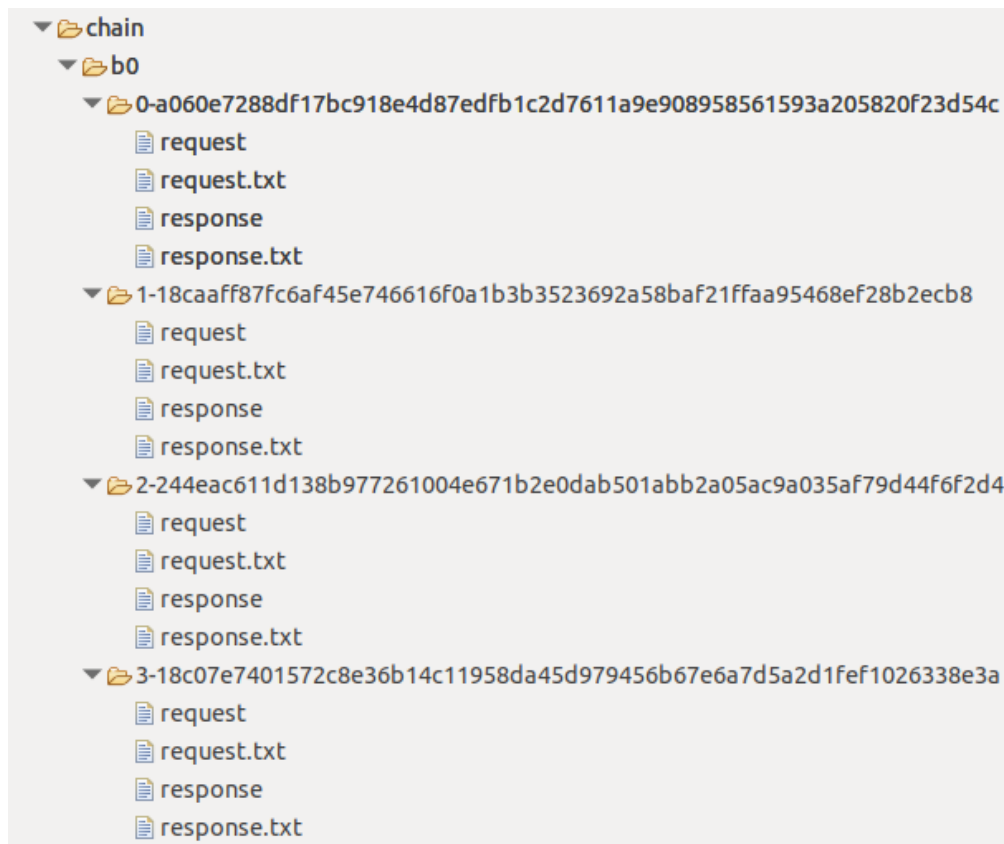 chain
b0
0-a060e7288df17bc918e4d87edfb1c2d7611a9e908958561593a205820f23d54c
request
request.txt
response
response.txt
1-18caaff87fc6af45e746616f0a1b3b3523692a58baf21ffaa95468ef28b2ecb8
request
request.txt
response
response.txt
2-244eac611d138b977261004e671b2e0dab501abb2a05ac9a035af79d44f6f2d4
request
request.txt
response
response.txt
3-18c07e7401572c8e36b14c11958da45d979456b67e6a7d5a2d1fef1026338e3a
request
request.txt
response
response.txt